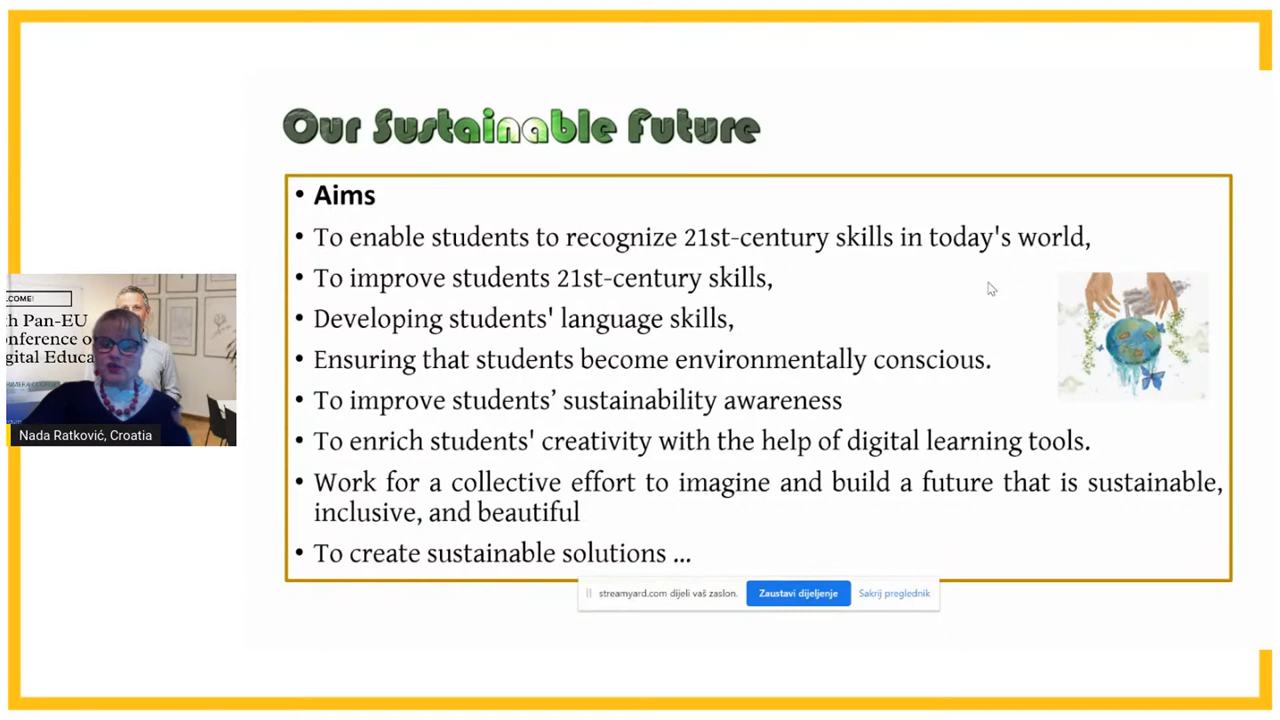 Our Sustainable Future
• Aims
• To enable students to recognize 21st-century skills in today's world,
• To improve students 21st-century skills,
• Developing students' language skills,
• Ensuring that students become environmentally conscious.
• To improve students’ sustainability awareness
• To enrich students' creativity with the help of digital learning tools.
• Work for a collective effort to imagine and build a future that is sustainable,
inclusive, and beautiful
• To create sustainable solutions ...
streamyard.com dijeli vaš zaslon.
Zaustavi dijeljenje
Sakrij preglednik
Pan-EU
Nada Ratković, Croatia